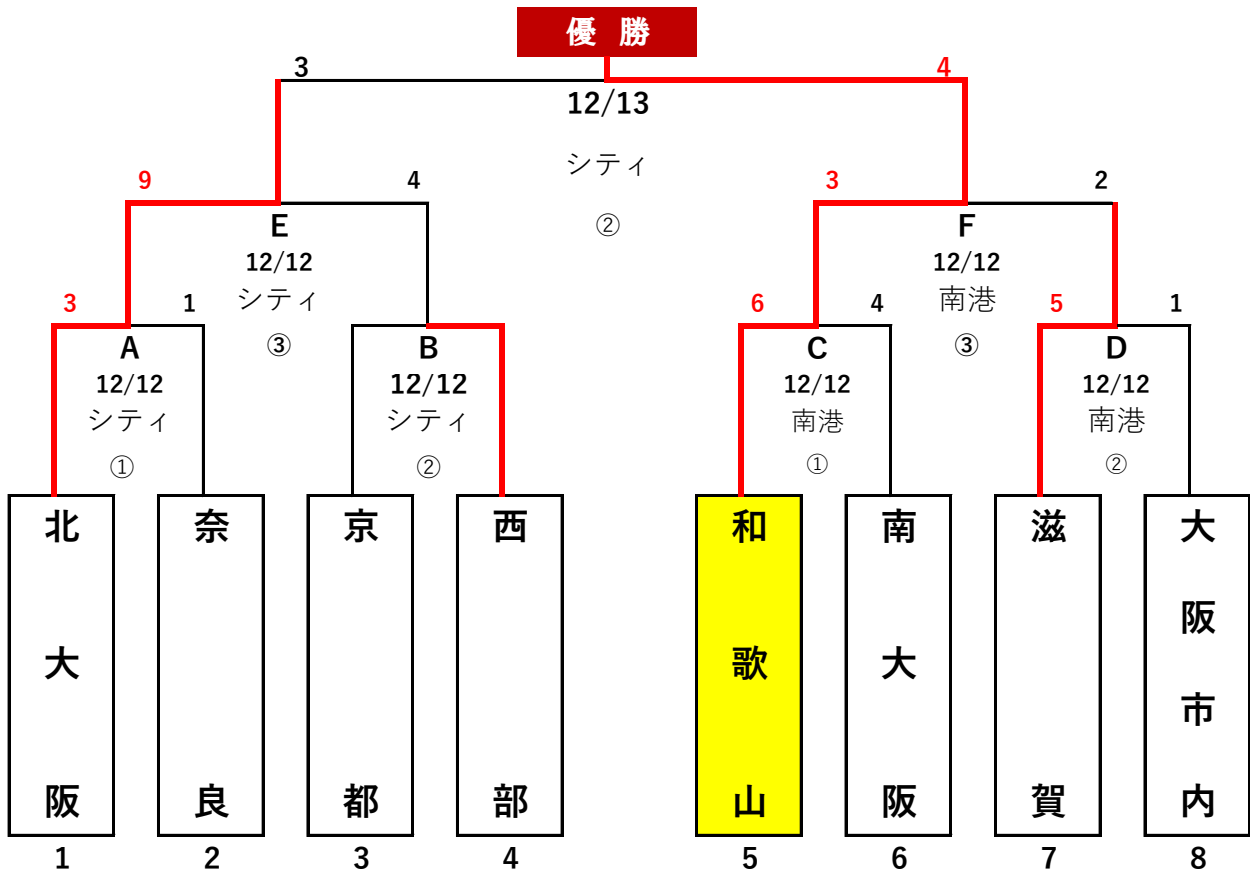 優 勝
3
4
12/13
シティ
②
9
4
3
2
E
12/12
シティ
③
F
12/12
南港
③
3
1
6
4
5
1
A
12/12
シティ
①
B
12/12
シティ
②
C
12/12
南港
①
D
12/12
南港
②
北大阪
奈良
京都
西部
和歌山
南大阪
滋賀
大阪市内
1
2
3
4
5
6
7
8